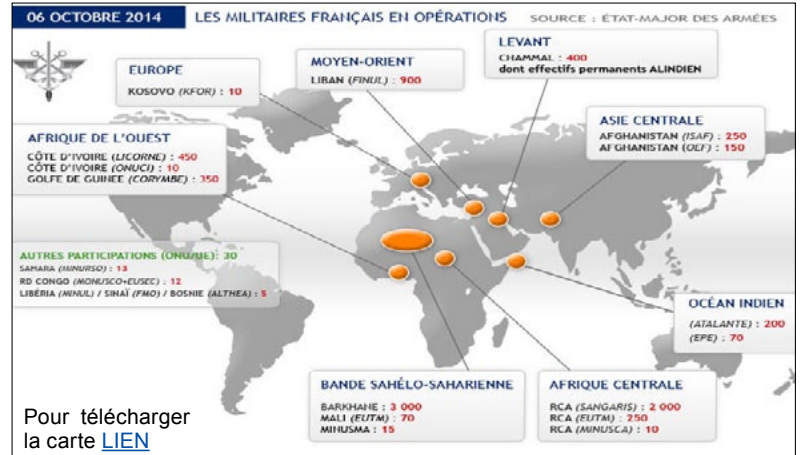 06 OCTOBRE 2014 LES MILITAIRES FRANÇAIS EN OPÉRATIONS SOURCE : ÉTAT-MAJOR DES ARMÉES
EUROPE
KOSOVO (KFOR) : 10
MOYEN-ORIENT
LIBAN (FINUL) : 900
LEVANT
CHAMMAL : 400
dont effectifs permanents ALINDIEN
ASIE CENTRALE
AFGHANISTAN (ISAF) : 250
AFGHANISTAN (OEF) : 150
AFRIQUE DE L'OUEST
CÔTE D'IVOIRE (LICORNE) : 450
CÔTE D'IVOIRE (ONUCI) : 10
GOLFE DE GUINEE (CORYMBE) : 350
AUTRES PARTICIPATIONS (ONU/UE): 30
SAHARA (MINURSO) : 13
RD CONGO (MONUSCO+EUSEC) : 12
LIBÉRIA (MINUL) / SINAÏ (FMO) / BOSNIE (ALTHEA) : 5
OCÉAN INDIEN
(ATALANTE) : 200
(EPE) : 70
BANDE SAHÉLO-SAHARIENNE
BARKHANE : 3 000
MALI (EUTM) : 70
MINUSMA : 15
AFRIQUE CENTRALE
RCA (SANGARIS) : 2 000
RCA (EUTM) : 250
RCA (MINUSCA) : 10
Pour télécharger
la carte LIEN